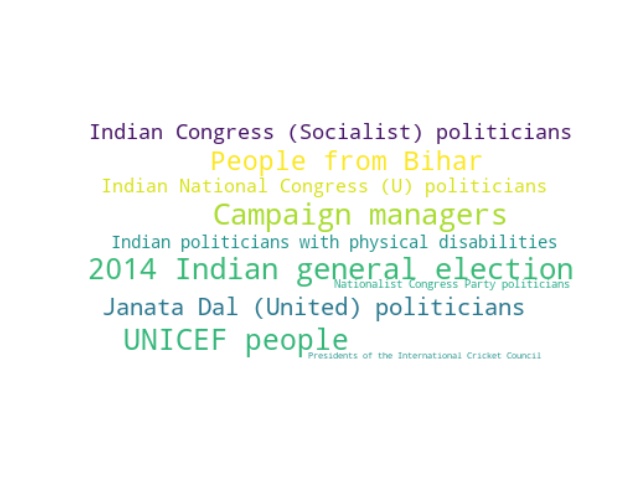 Indian Congress (Socialist) politicians
People from Bihar
Indian National Congress (U) politicians
Campaign managers
Indian politicians with physical disabilities
2014 Indian general election
Nationalist Congress Party politicians
Janata Dal (United) politicians
UNICEF people
Presidents of the International Cricket Council